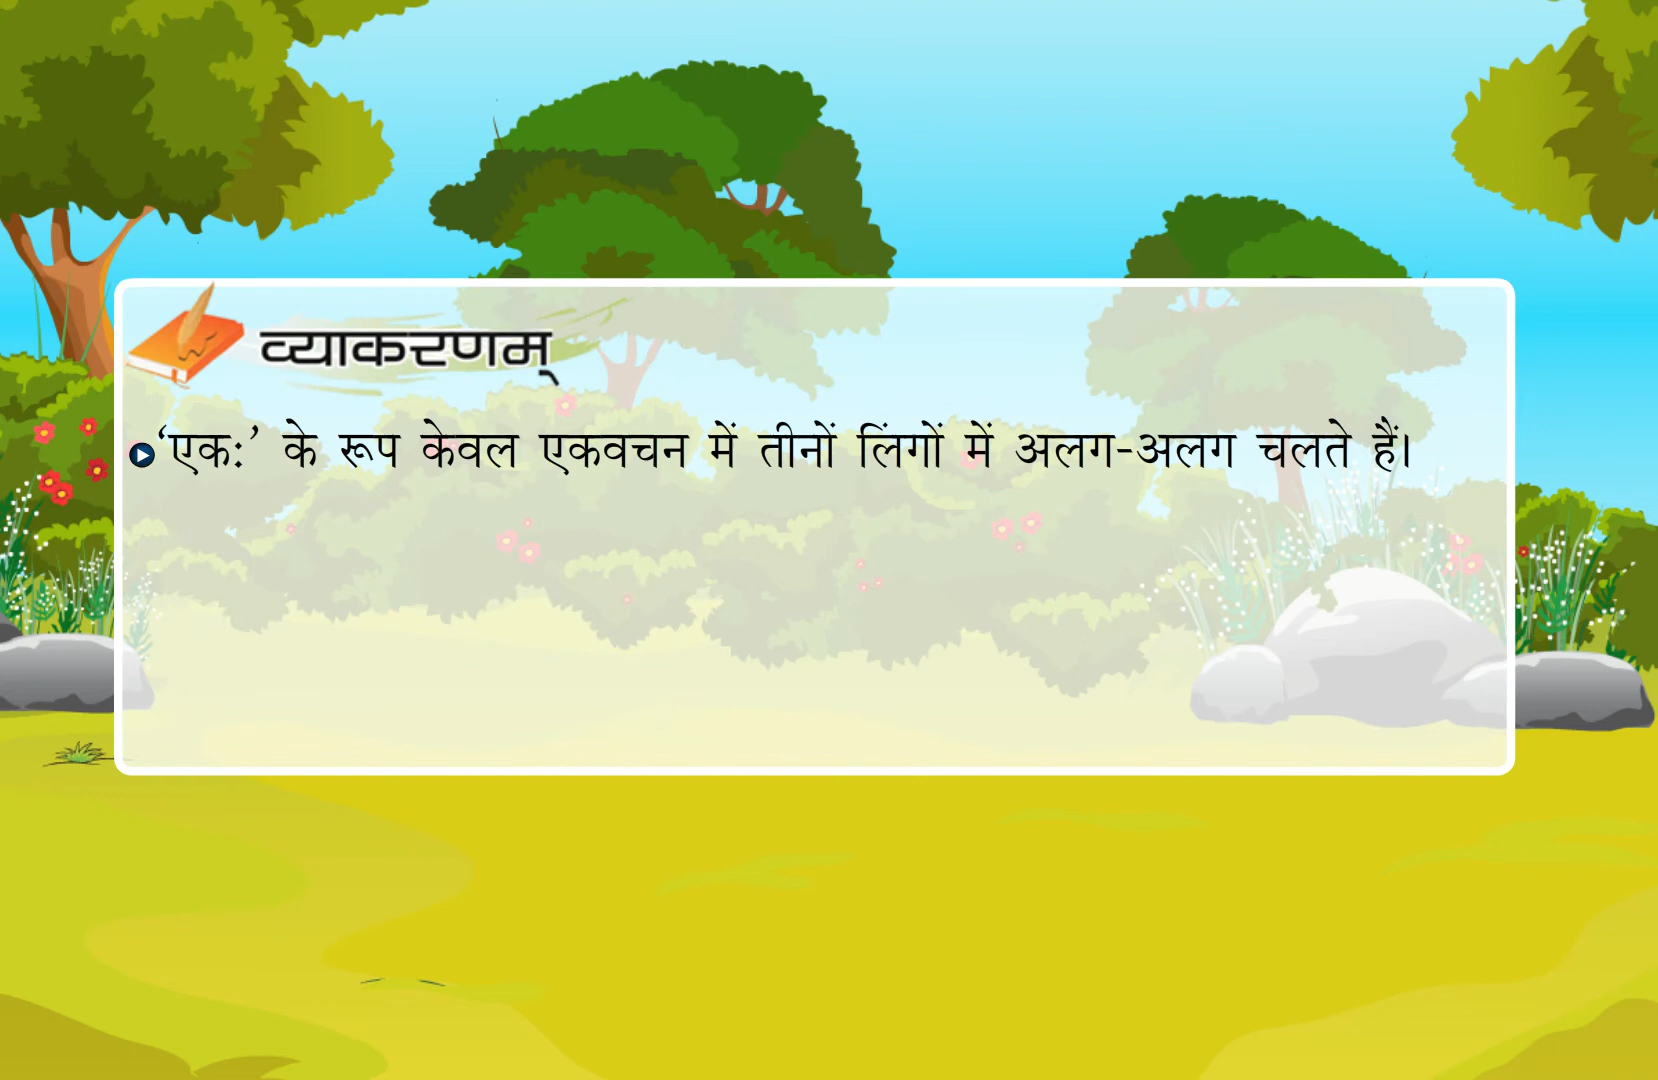 व्याकरणम्
‘एकः’ के रूप केवल एकवचन में तीनों लिंगों में अलग-अलग चलते हैं।